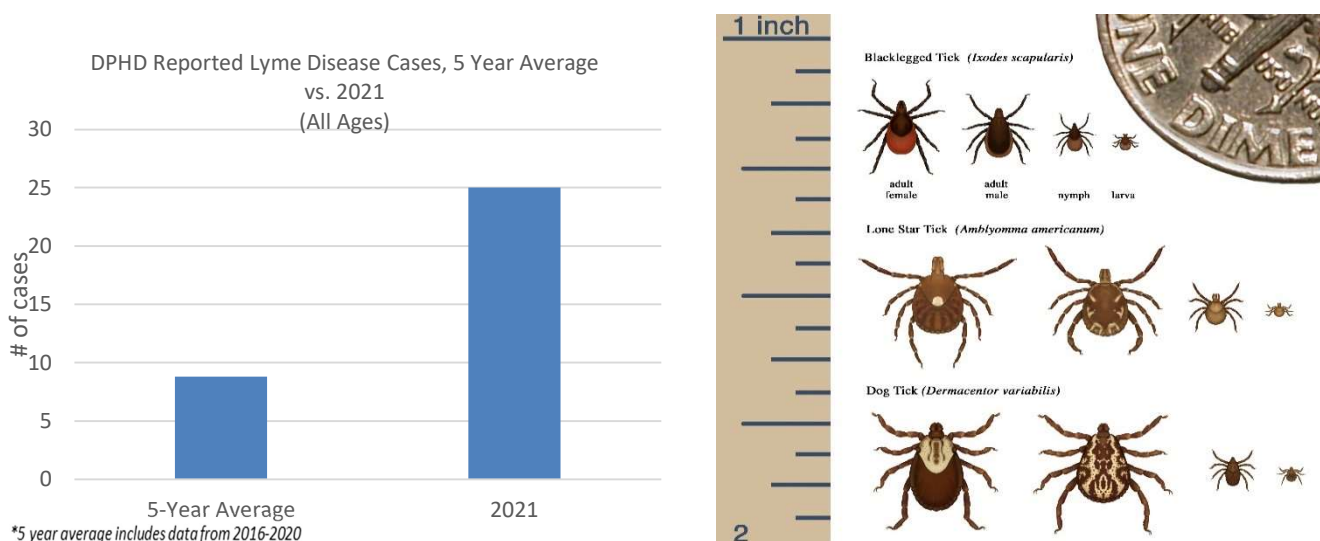 DPHD Reported Lyme Disease Cases, 5 Year Average
vs. 2021
(All Ages)
# of cases
30
25
20
15
10
5
0
5-Year Average
2021
*5 year average includes data from 2016-2020
1 inch
2
Blacklegged Tick (Ixodes scapularis)
adult
female
adult
male
nymph
larva
Lone Star Tick (Amblyomma americanum)
Dog Tick (Dermacentor variabilis)
ONE DIME